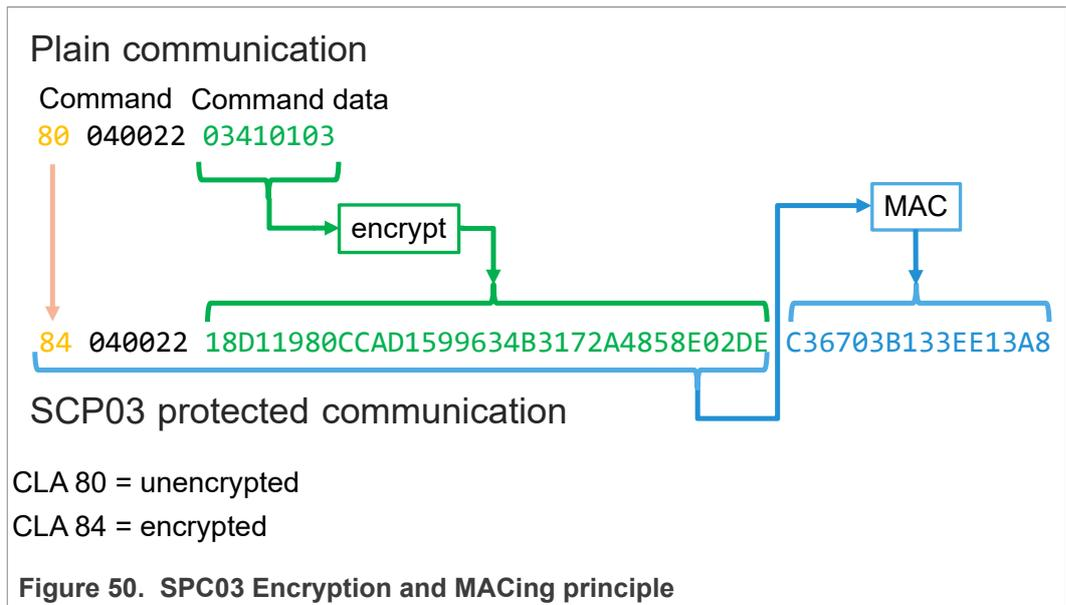 Plain communication
Command Command data
80 040022 03410103
MAC
encrypt
84 040022 18D11980CCAD1599634B3172A4858E02DE C36703B133EE13A8
SCP03 protected communication
CLA 80 = unencrypted
CLA 84 = encrypted
Figure 50. SPC03 Encryption and MACing principle